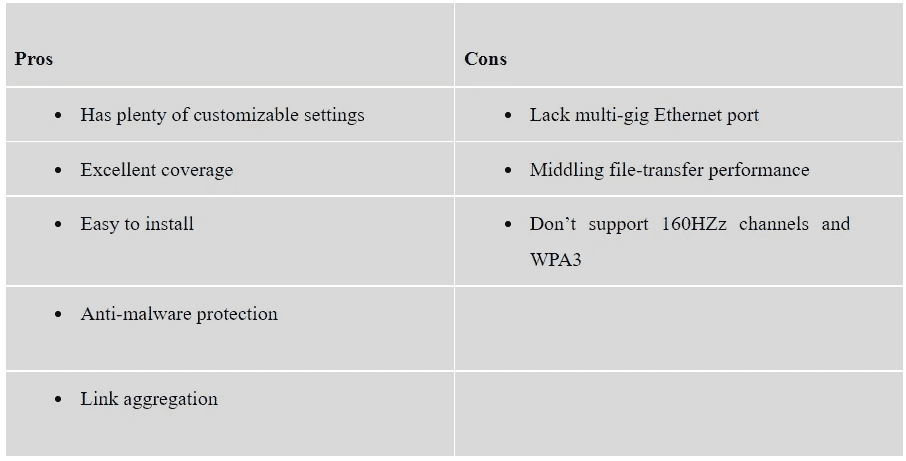 Pros
Cons
• Has plenty of customizable settings
• Lack multi-gig Ethernet port
• Excellent coverage
• Middling file-transfer performance
• Easy to install
• Don’t support 160HZz channels and
WPA3
• Anti-malware protection
• Link aggregation